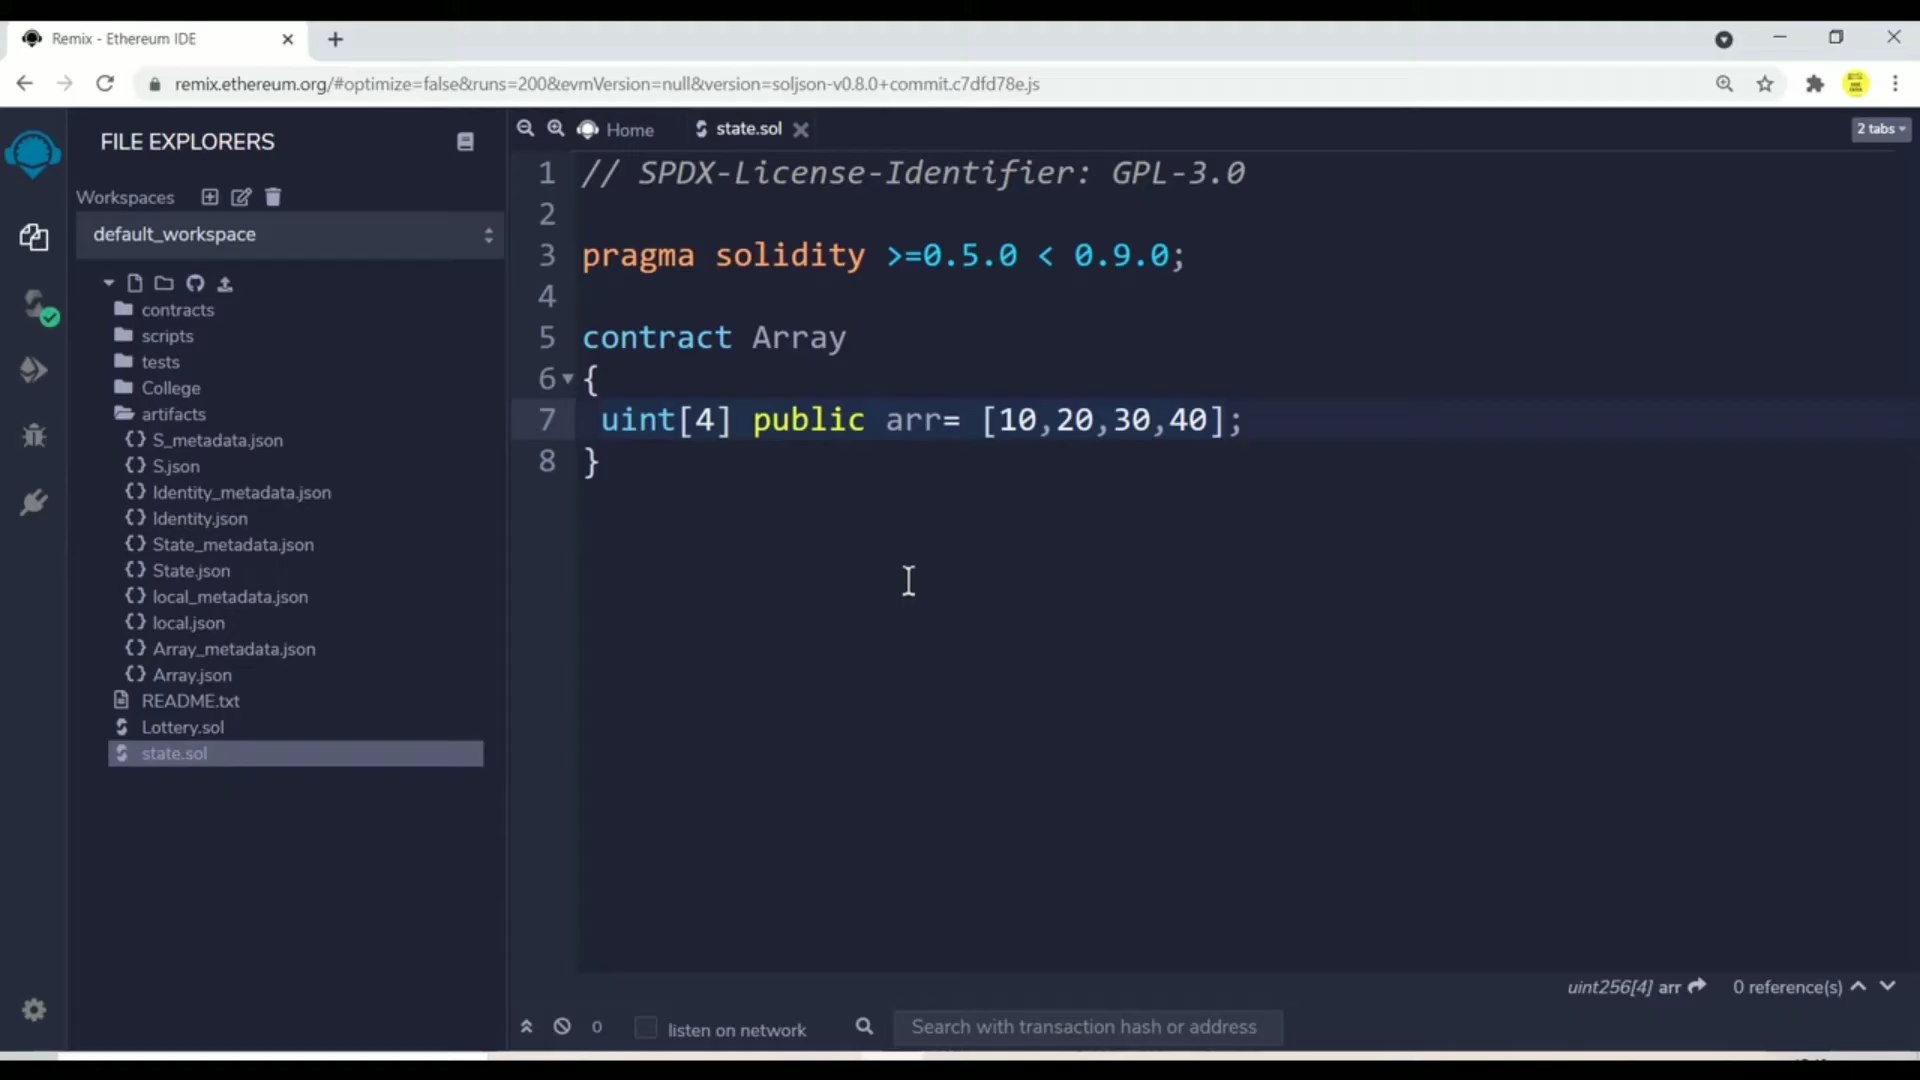 Remix - Ethereum IDE
remix.ethereum.org/#optimize=false&runs=200&evmVersion=null&version=soljson-v0.8.0+commit.c7dfd78e.js
FILE EXPLORERS
Workspaces
default_workspace
contracts
scripts
tests
College
artifacts
S_metadata.json
S.json
Identity_metadata.json
Identity.json
State_metadata.json
State.json
local_metadata.json
local.json
Array_metadata.json
Array.json
README.txt
Lottery.sol
state.sol
Home state.sol 2 tabs
1 // SPDX-License-Identifier: GPL-3.0
2
3 pragma solidity >=0.5.0 < 0.9.0;
4
5 contract Array
6 {
7 uint[4] public arr= [10,20,30,40];
8 }
uint256[4] arr 0 reference(s)
0 listen on network Search with transaction hash or address